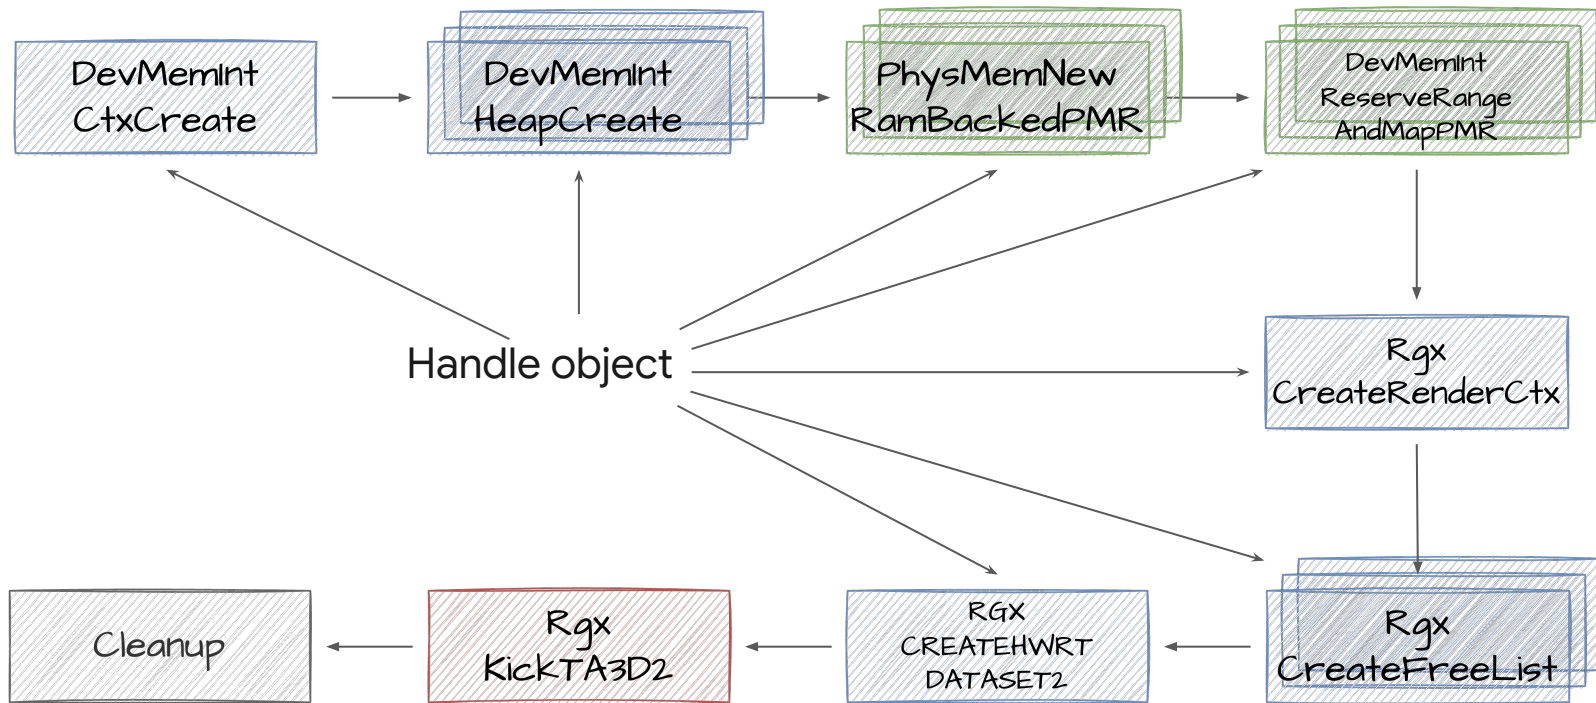 DevMemInt
CtxCreate
DevMemInt
HeapCreate
PhysMemNew
RamBackedPMR
DevMemInt
ReserveRange
AndMapPMR
Handle object
Rgx
CreateRenderCtx
Cleanup
Rgx
KickTA3D2
RGX
CREATEHWRT
DATASET2
Rgx
CreateFreeList